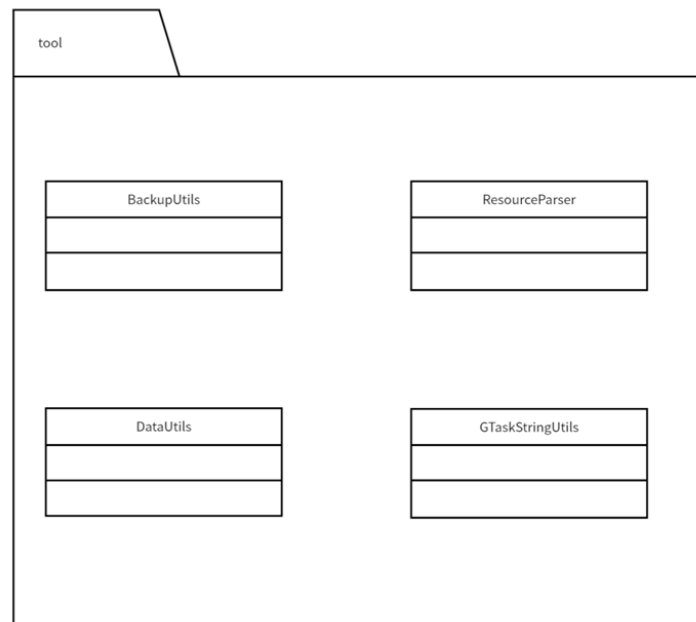 tool
BackupUtils
ResourceParser
DataUtils
GTaskStringUtils